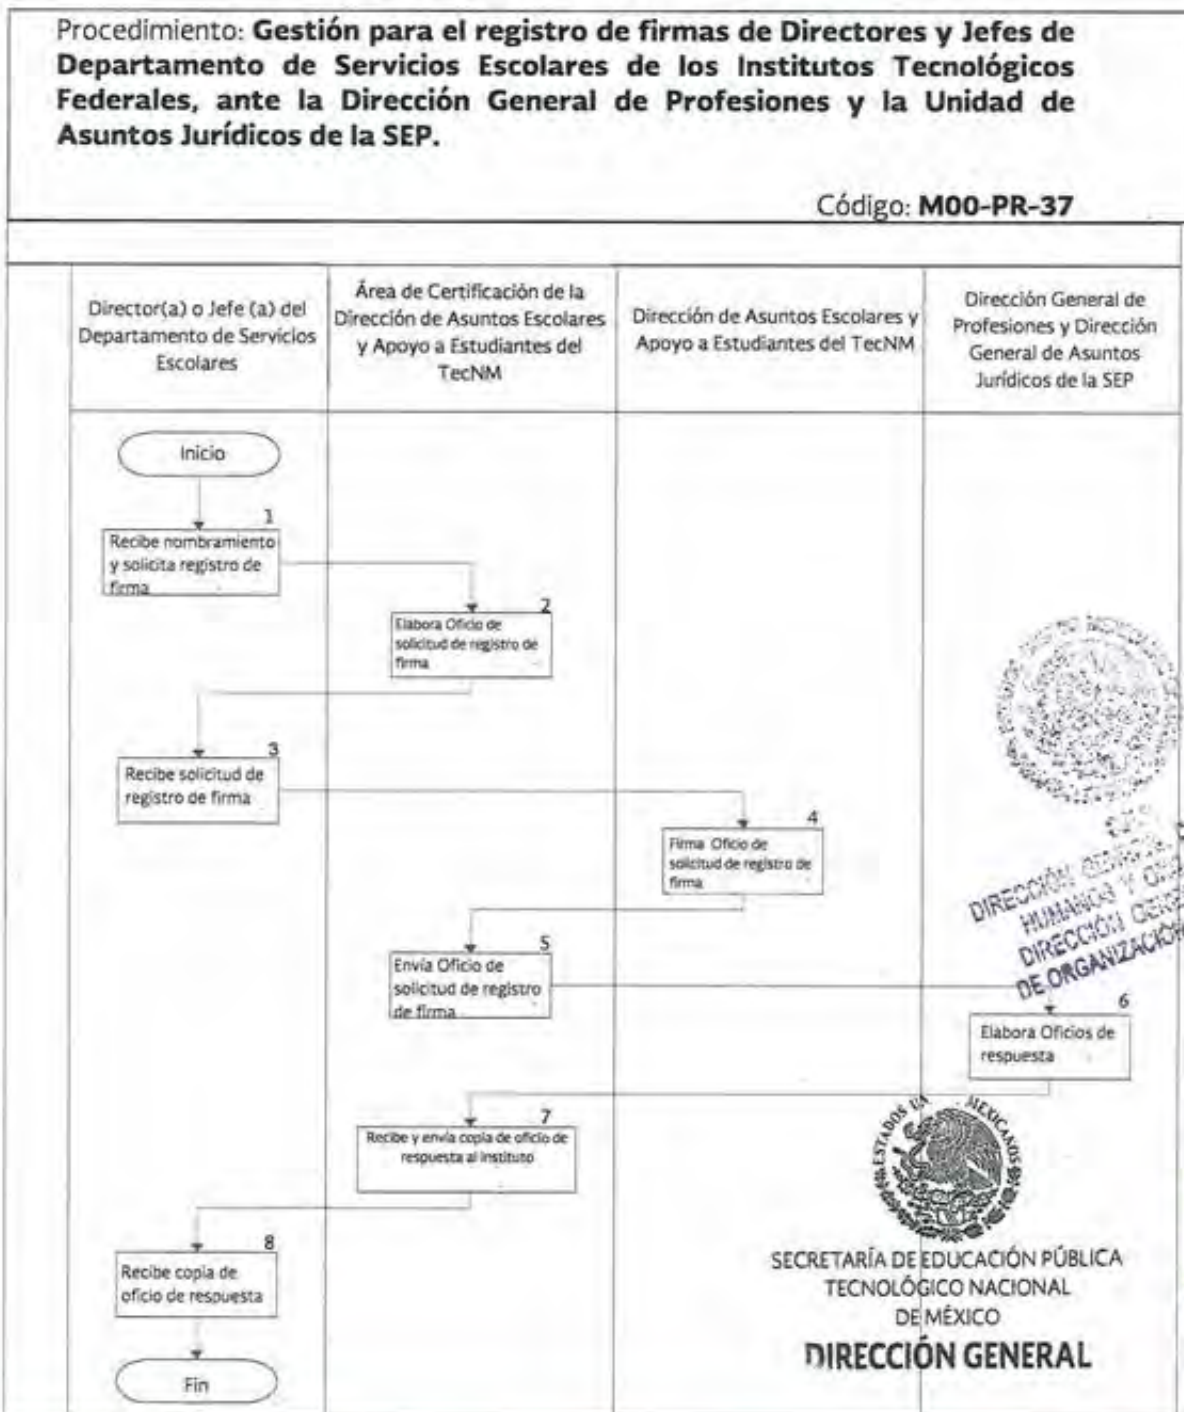 Procedimiento: Gestión para el registro de firmas de Directores y Jefes de
Departamento de Servicios Escolares de los Institutos Tecnológicos
Federales, ante la Dirección General de Profesiones y la Unidad de
Asuntos Jurídicos de la SEP.
Código: M00-PR-37
Director(a) o Jefe (a) del
Departamento de Servicios
Escolares
Área de Certificación de la
Dirección de Asuntos Escolares
y Apoyo a Estudiantes del
TecNM
Dirección de Asuntos Escolares y
Apoyo a Estudiantes del TecNM
Dirección General de
Profesiones y Dirección
General de Asuntos
Jurídicos de la SEP
Inicio
1
Recibe nombramiento
y solicita registro de
firma
2
Elabora Oficio de
solicitud de registro de
firma
3
Recibe solicitud de
registro de firma
4
Firma Oficio de
solicitud de registro de
firma
DIRECCIÓN
HUMANOS Y
DIRECCIÓN
DE ORGANIZACIÓN
5
Envía Oficio de
solicitud de registro
de firma
6
Elabora Oficios de
respuesta
7
Recibe y envía copia de oficio de
respuesta al instituto
ESTADOS MEXICANOS
8
Recibe copia de
oficio de respuesta
SECRETARÍA DE EDUCACIÓN PÚBLICA
TECNOLÓGICO NACIONAL
DE MÉXICO
DIRECCIÓN GENERAL
Fin